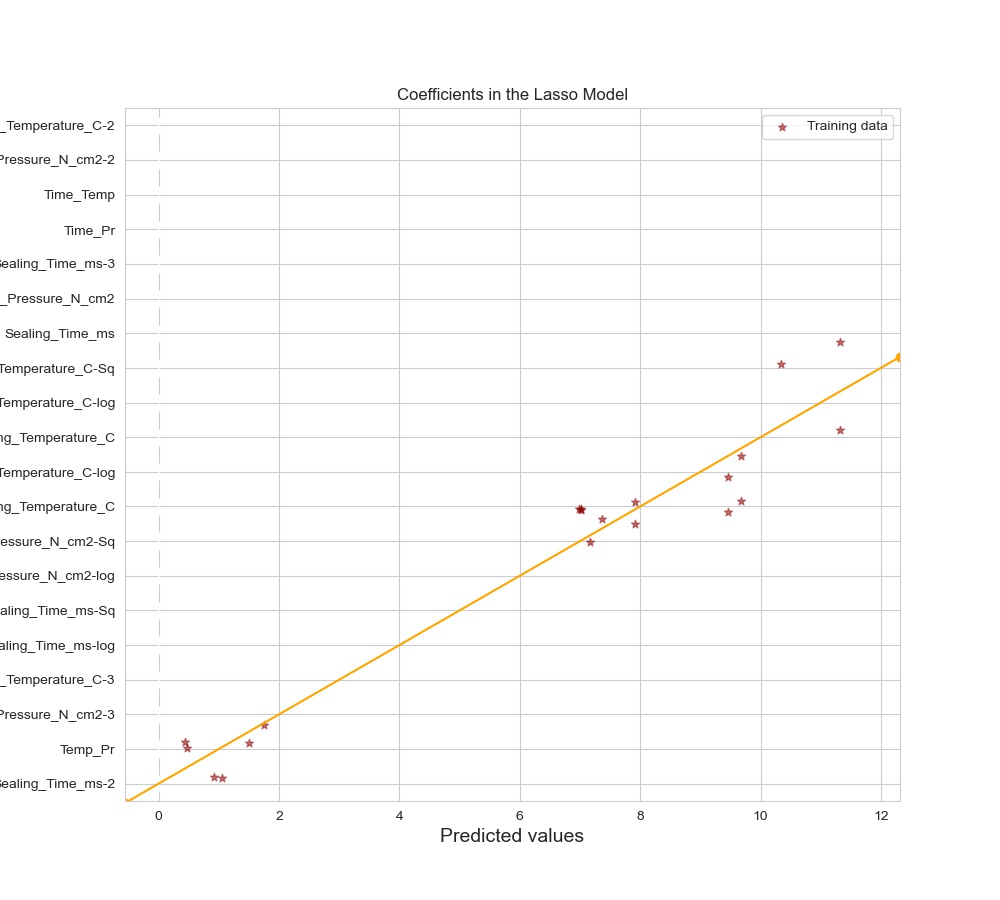 Coefficients in the Lasso Model
Training data
_Temperature_C-2
Pressure_N_cm2-2
Time_Temp
Time_Pr
Sealing_Time_ms-3
_Pressure_N_cm2
Sealing_Time_ms
Temperature_C-Sq
Temperature_C-log
ng_Temperature_C
Temperature_C-log
ng_Temperature_C
ressure_N_cm2-Sq
essure_N_cm2-log
aling_Time_ms-Sq
aling_Time_ms-log
_Temperature_C-3
Pressure_N_cm2-3
Temp_Pr
Sealing_Time_ms-2
0 2 4 6 8 10 12
Predicted values